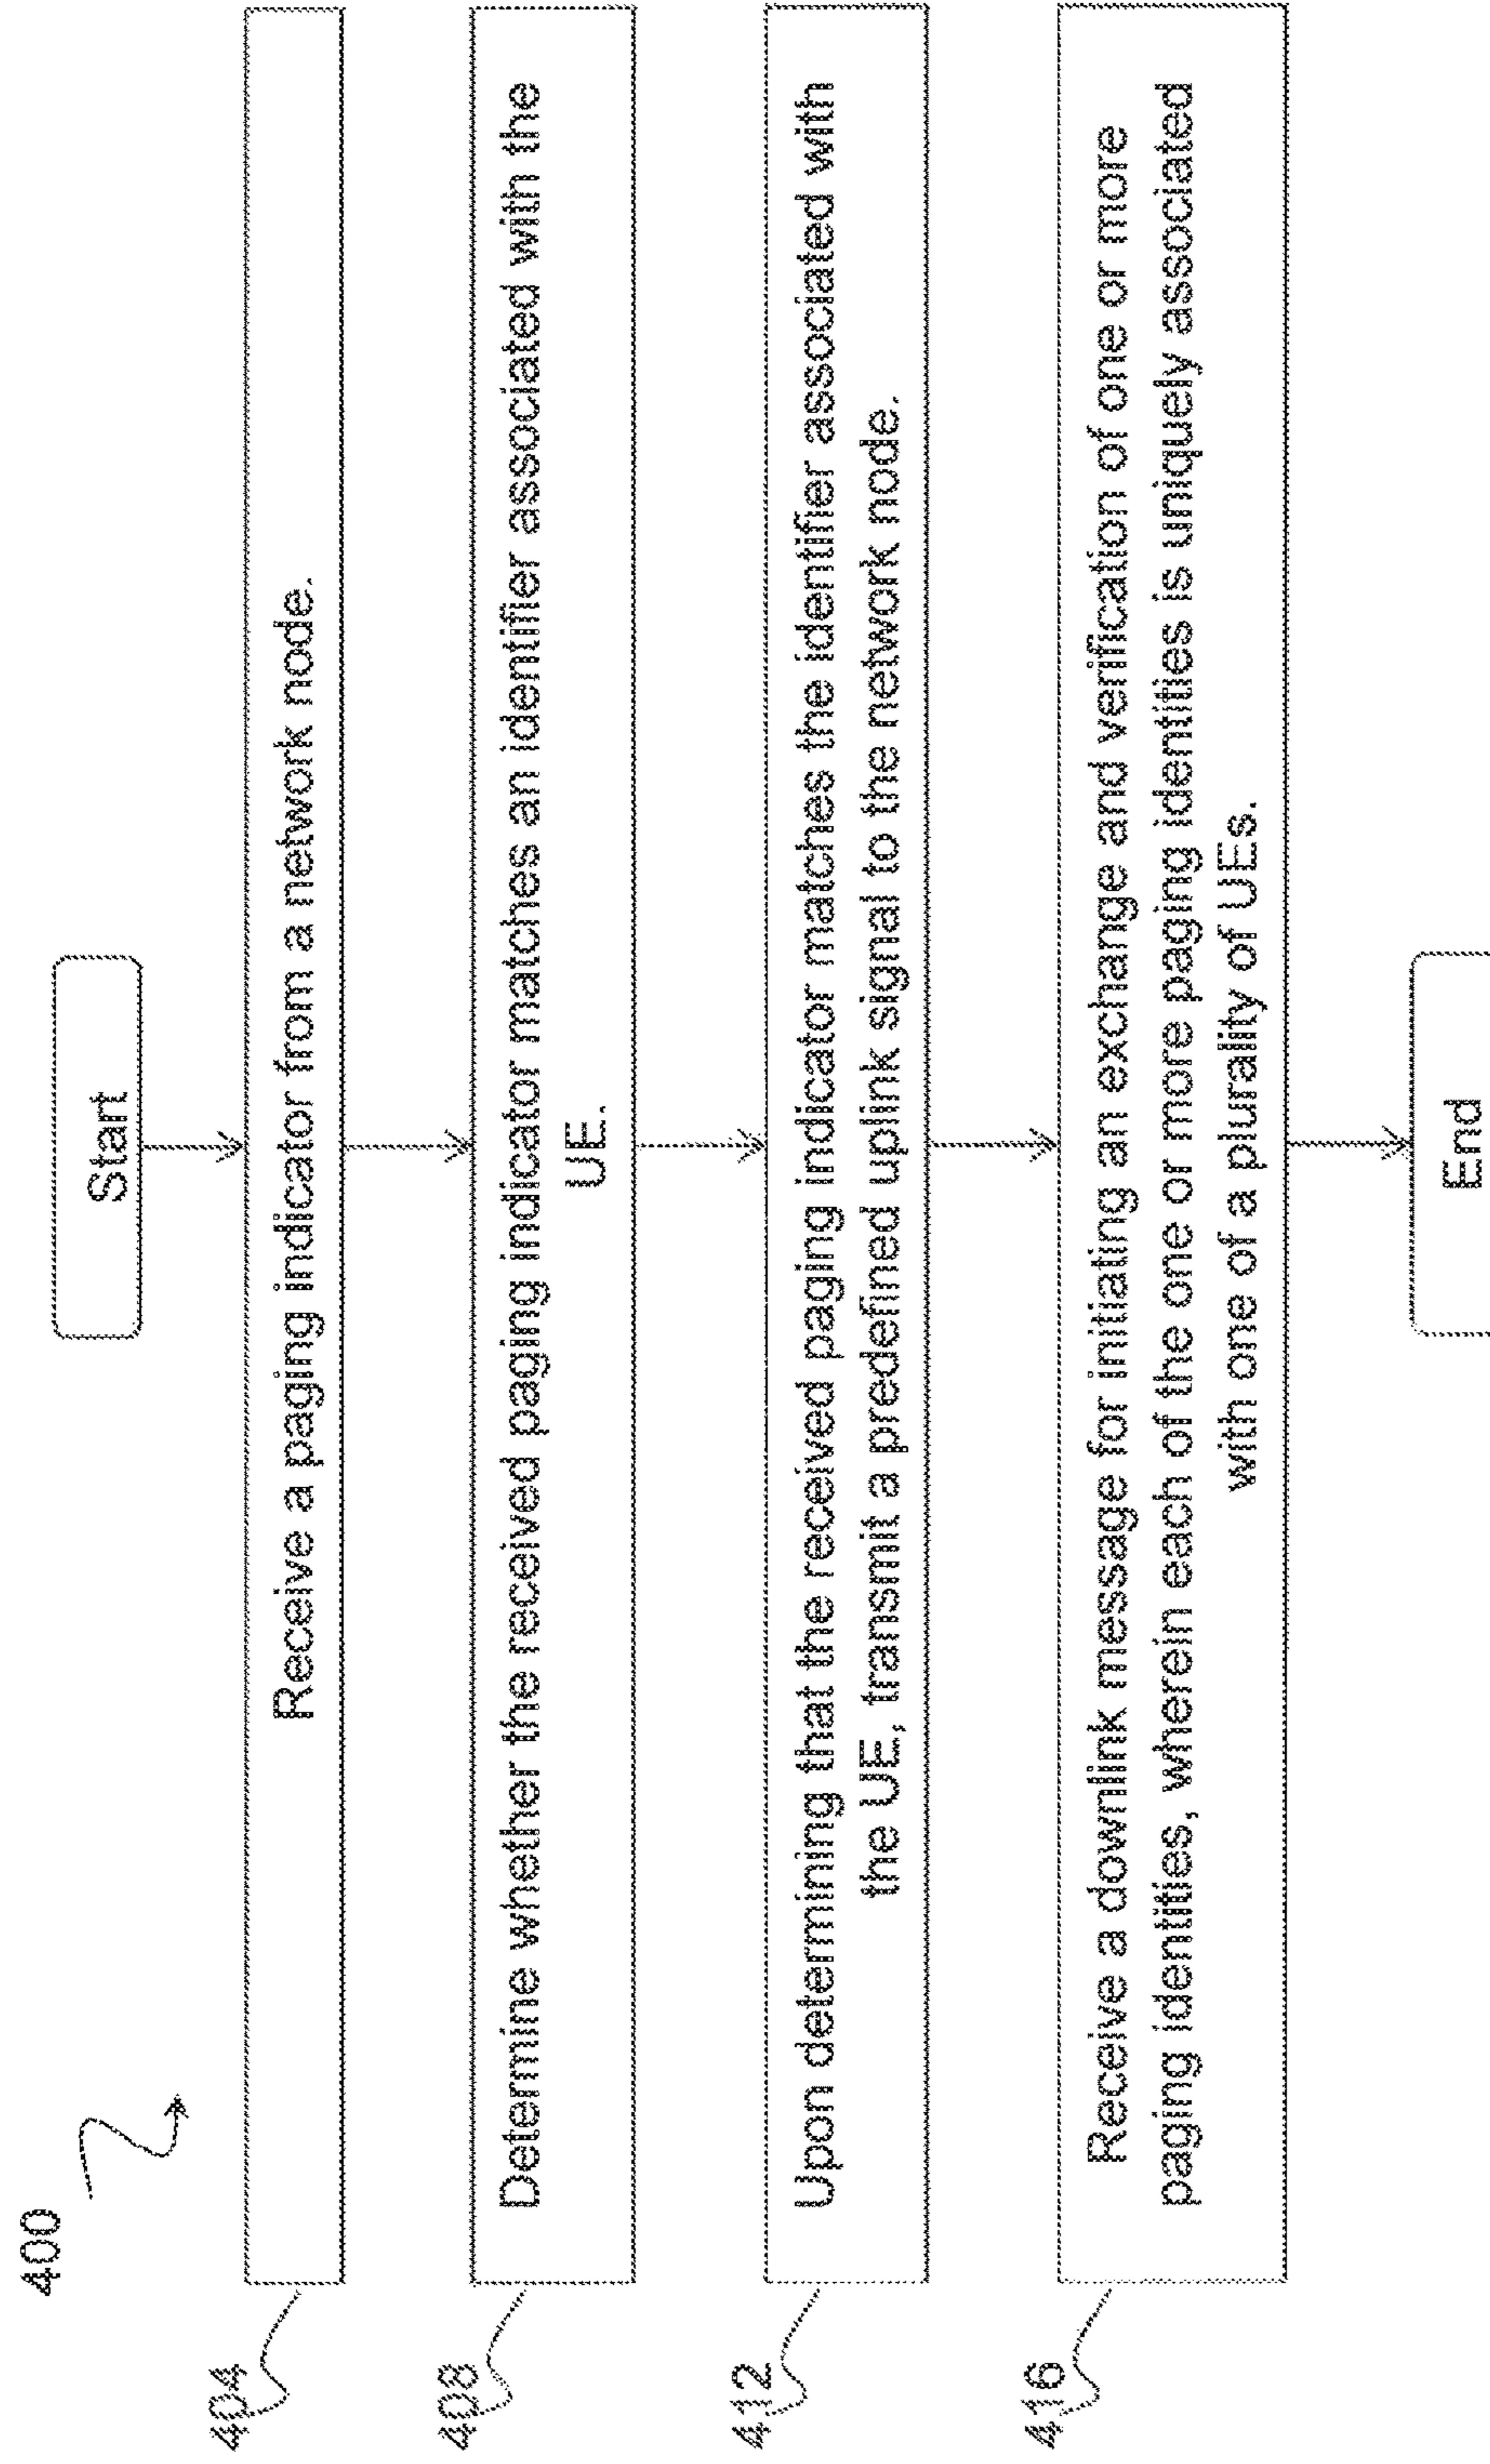 400
Start
404
Receive a paging indicator from a network node.
408
Determine whether the received paging indicator matches an identifier associated with the
UE.
412
Upon determining that the received paging indicator matches the identifier associated with
the UE, transmit a predefined uplink signal to the network node.
416
Receive a downlink message for initiating an exchange and verification of one or more
paging identities, wherein each of the one or more paging identities is uniquely associated
with one of a plurality of UEs.
End